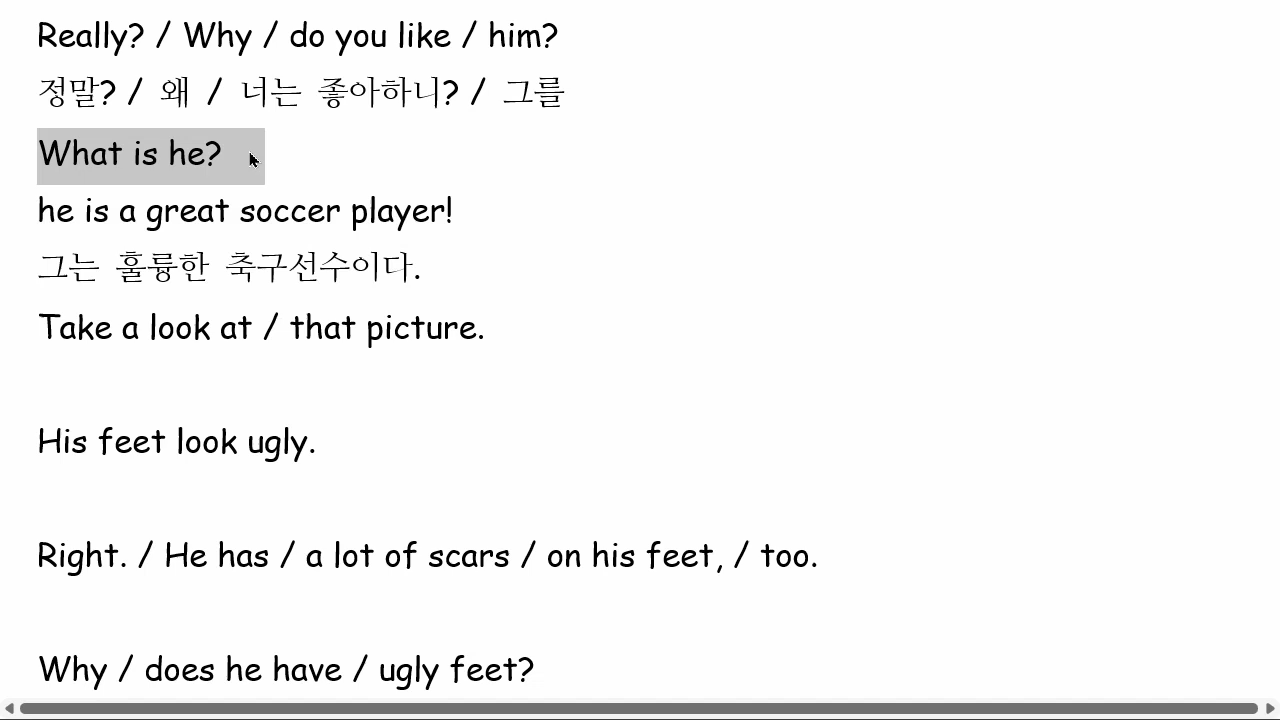 Really? / Why / do you like / him?
정말? / 왜 / 너는 좋아하니? / 그를
What is he?
he is a great soccer player!
그는 훌륭한 축구선수이다.
Take a look at / that picture.
His feet look ugly.
Right. / He has / a lot of scars / on his feet, / too.
Why / does he have / ugly feet?